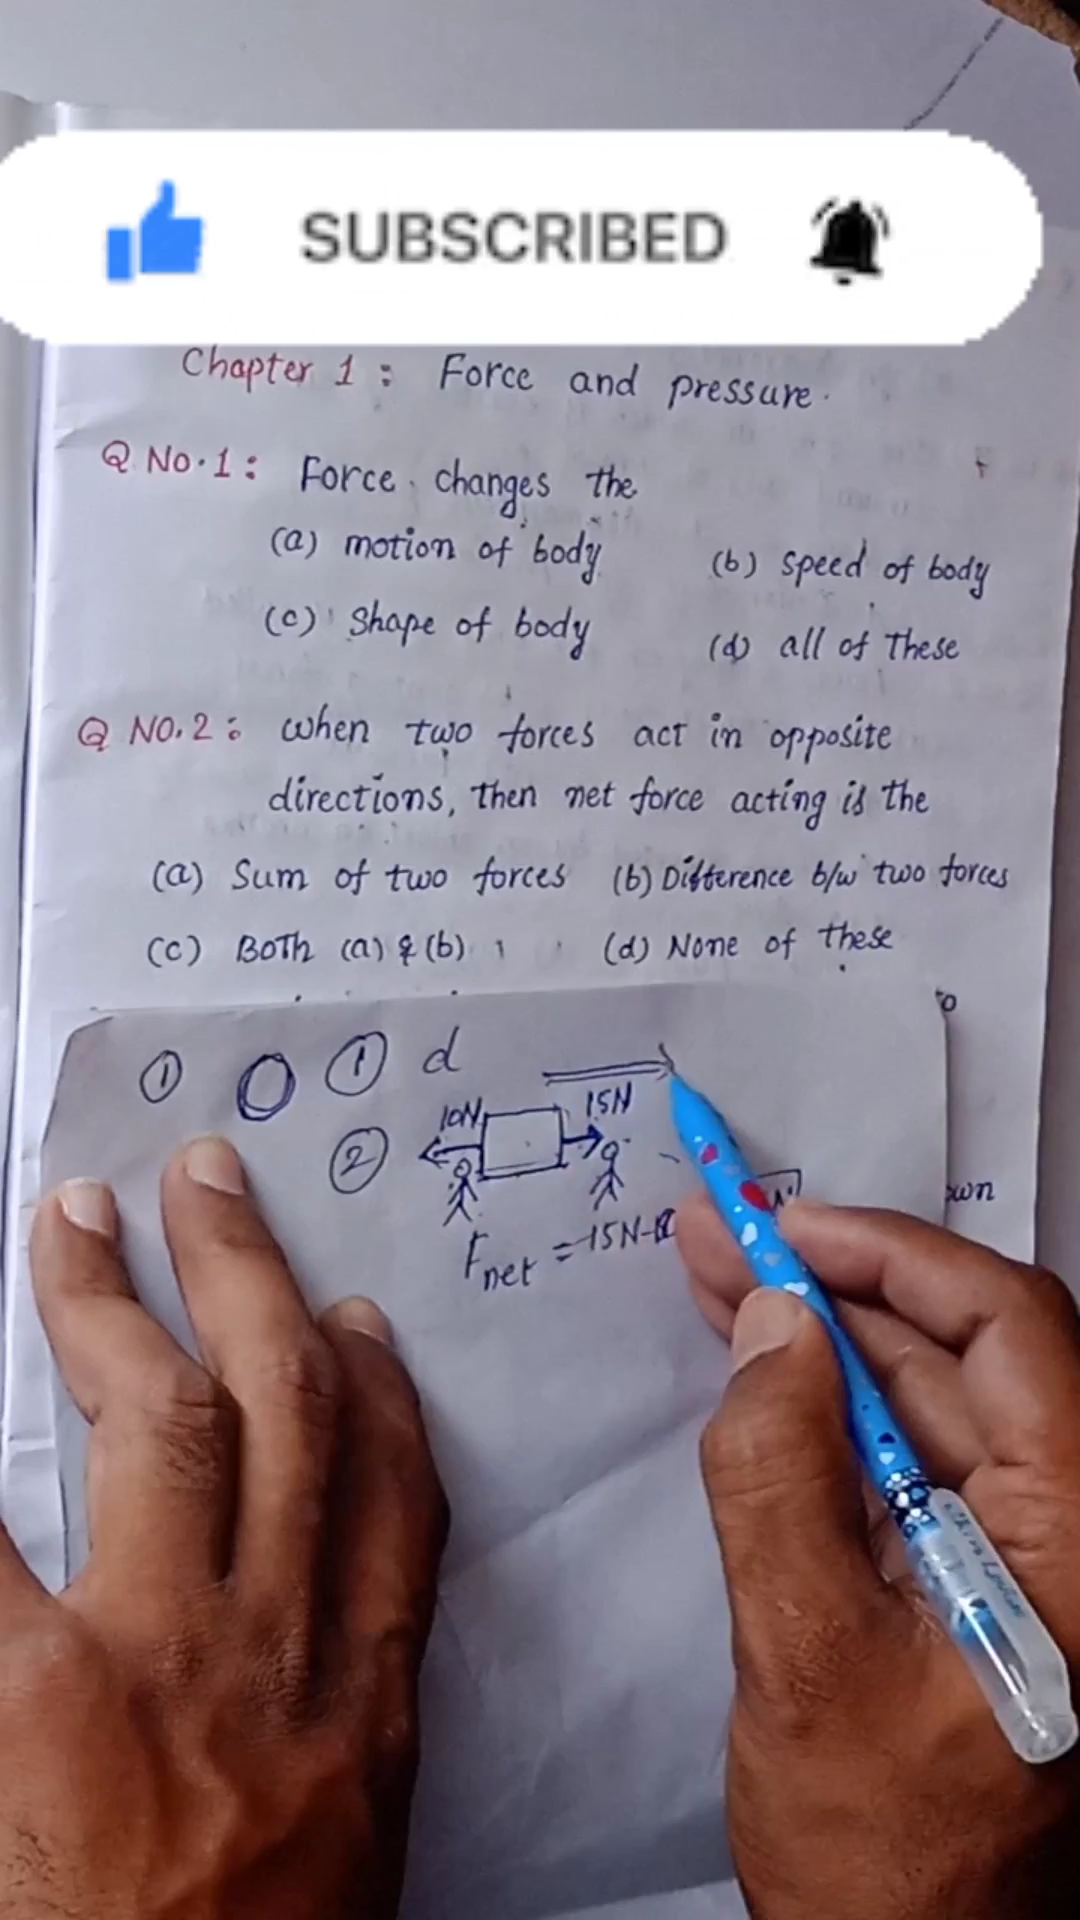 SUBSCRIBED
Chapter 1 : Force and pressure.
Q No.1: Force changes the
(a) motion of body (b) Speed of body
(c) Shape of body (d) all of These
Q NO.2: when two forces act in opposite
directions, then net force acting is the
(a) Sum of two forces (b) Difference b/w two forces
(c) BoTh (a) & (b) (d) None of these
① ① d
10N 15N
②
Fnet = 15N-